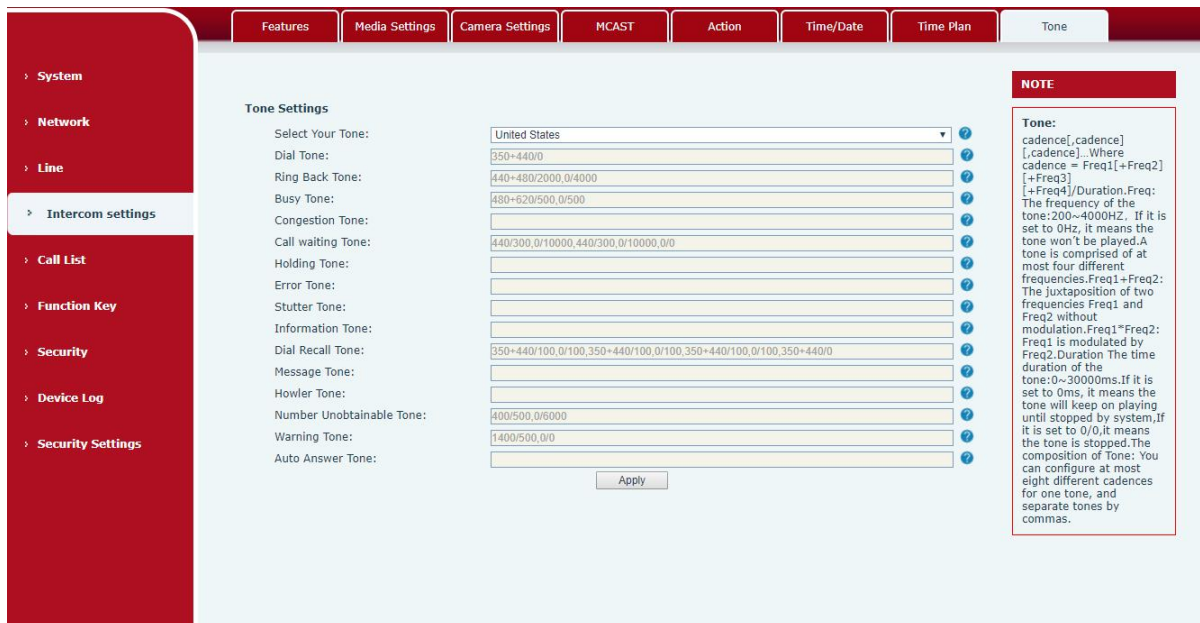 Features Media Settings Camera Settings MCAST Action Time/Date Time Plan Tone
› System
› Network
› Line
› Intercom settings
› Call List
› Function Key
› Security
› Device Log
› Security Settings
Tone Settings
Select Your Tone: United States
Dial Tone: 350+440/0
Ring Back Tone: 440+480/2000,0/4000
Busy Tone: 480+620/500,0/500
Congestion Tone:
Call waiting Tone: 440/300,0/10000,440/300,0/10000,0/0
Holding Tone:
Error Tone:
Stutter Tone:
Information Tone:
Dial Recall Tone: 350+440/100,0/100,350+440/100,0/100,350+440/100,0/100,350+440/0
Message Tone:
Howler Tone:
Number Unobtainable Tone: 400/500,0/6000
Warning Tone: 1400/500,0/0
Auto Answer Tone:
Apply
NOTE
Tone:
cadence[,cadence]
[,cadence]...Where
cadence = Freq1[+Freq2]
[+Freq3]
[+Freq4]/Duration.Freq:
The frequency of the
tone:200~4000HZ. If it is
set to 0Hz, it means the
tone won't be played.A
tone is comprised of at
most four different
frequencies.Freq1+Freq2:
The juxtaposition of two
frequencies Freq1 and
Freq2 without
modulation.Freq1*Freq2:
Freq1 is modulated by
Freq2.Duration The time
duration of the
tone:0~30000ms.If it is
set to 0ms, it means the
tone will keep on playing
until stopped by system,If
it is set to 0/0,it means
the tone is stopped.The
composition of Tone: You
can configure at most
eight different cadences
for one tone, and
separate tones by
commas.